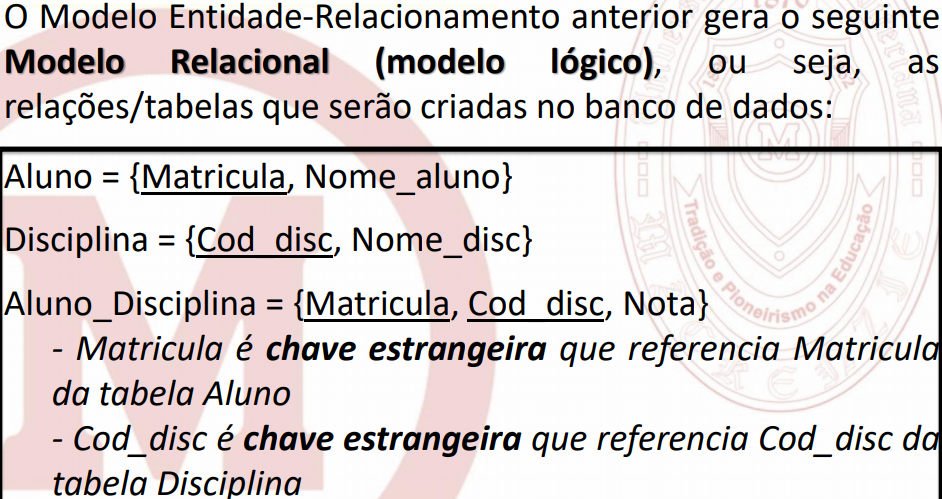 O Modelo Entidade-Relacionamento anterior gera o seguinte
Modelo Relacional (modelo lógico), ou seja, as
relações/tabelas que serão criadas no banco de dados:
Aluno = {Matricula, Nome_aluno}
Disciplina = {Cod_disc, Nome_disc}
Aluno_Disciplina = {Matricula, Cod_disc, Nota}
- Matricula é chave estrangeira que referencia Matricula
da tabela Aluno
- Cod_disc é chave estrangeira que referencia Cod_disc da
tabela Disciplina
Tradição e Pioneirismo na Educação